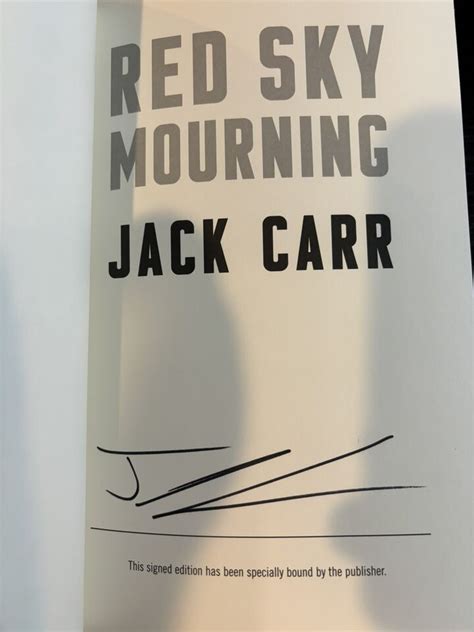 RED SKY
MOURNING
JACK CARR
This signed edition has been specially bound by the publisher.